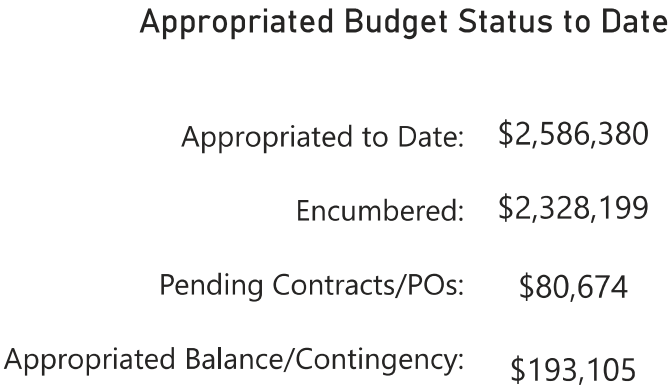 Appropriated Budget Status to Date
Appropriated to Date: $2,586,380
Encumbered: $2,328,199
Pending Contracts/POs: $80,674
Appropriated Balance/Contingency: $193,105